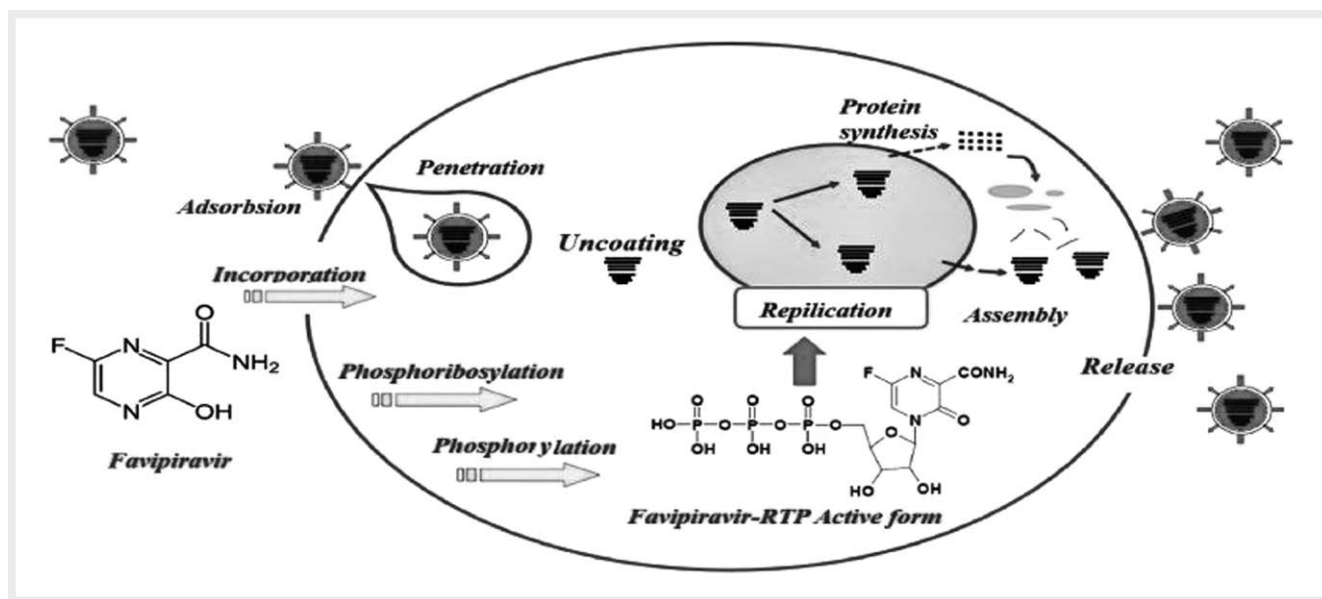 Protein
synthesis
Penetration
Adsorbsion
Uncoating
Incorporation
Repilication
Assembly
Release
F
N
O
NH₂
N
OH
Favipiravir
Phosphoribosylation
Phosphorylation
F
N
CONH₂
N
O
O
O
O
HO
P
O
P
O
P
O
O
OH
OH
OH
HO
OH
Favipiravir-RTP Active form